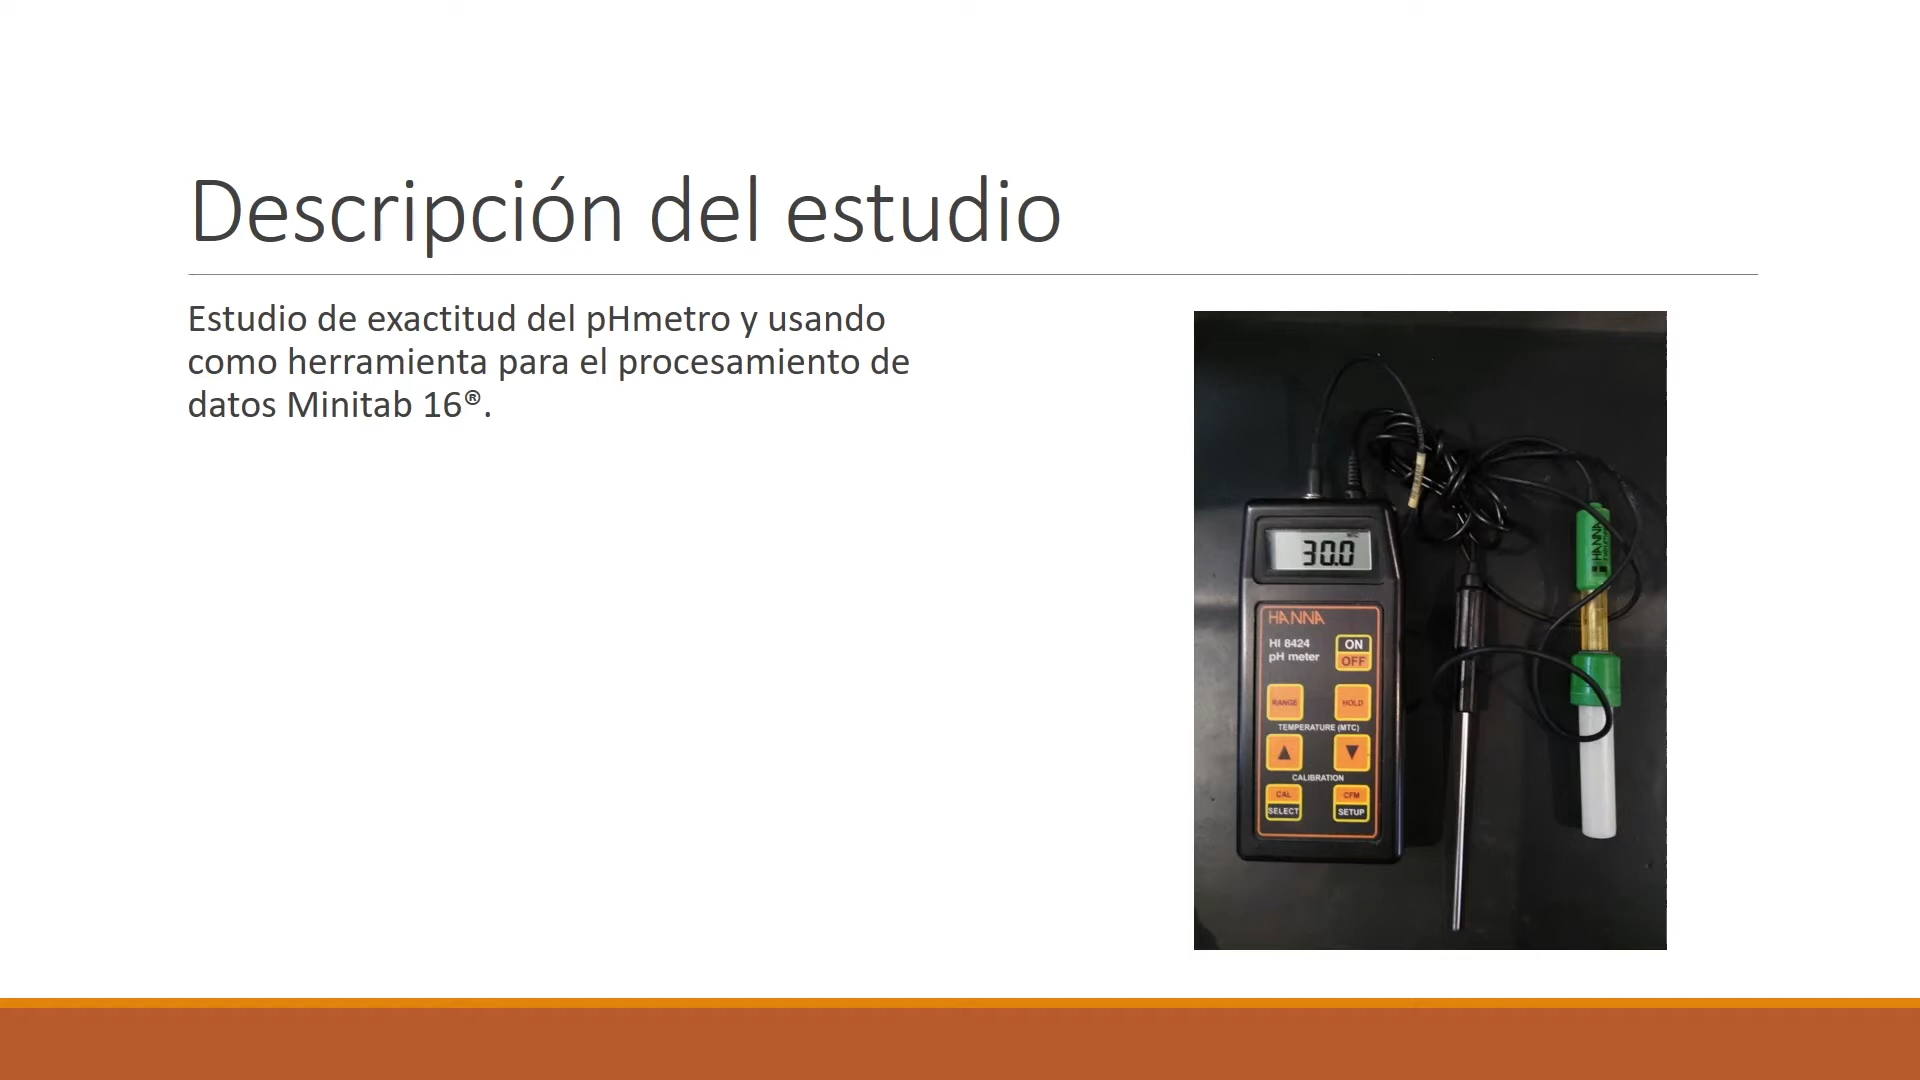 Descripción del estudio
Estudio de exactitud del pHmetro y usando
como herramienta para el procesamiento de
datos Minitab 16®.
30.0
HANNA
HI 8424
pH meter
ON
OFF
RANGE
HOLD
TEMPERATURE (MTC)
CALIBRATION
CAL
CFM
SELECT
SETUP
HANNA